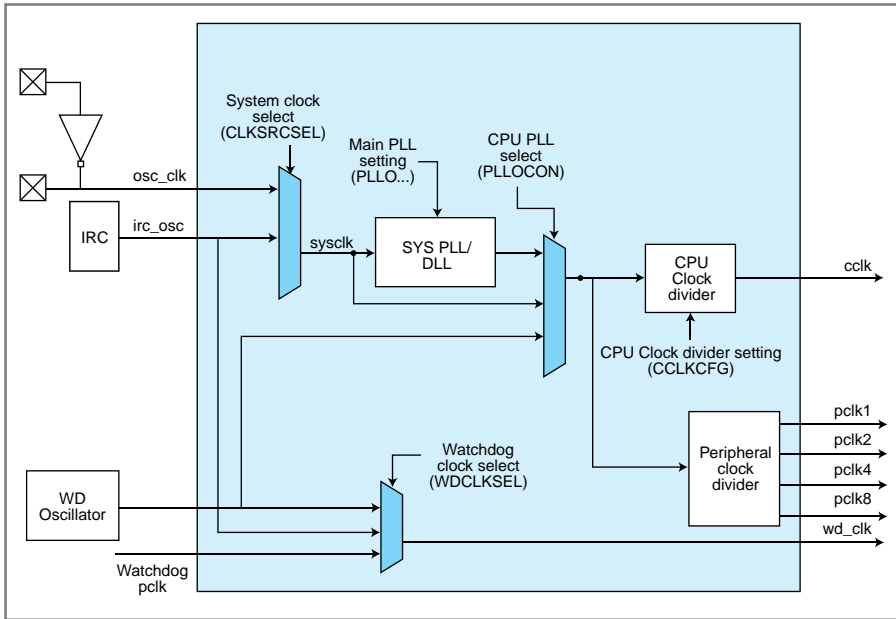 System clock
select
(CLKSRCSEL)
Main PLL
setting
(PLLO...)
CPU PLL
select
(PLLOCON)
osc_clk
IRC
irc_osc
sysclk
SYS PLL/
DLL
CPU
Clock
divider
cclk
CPU Clock divider setting
(CCLKCFG)
pclk1
pclk2
pclk4
pclk8
Peripheral
clock
divider
Watchdog
clock select
(WDCLKSEL)
WD
Oscillator
wd_clk
Watchdog
pclk